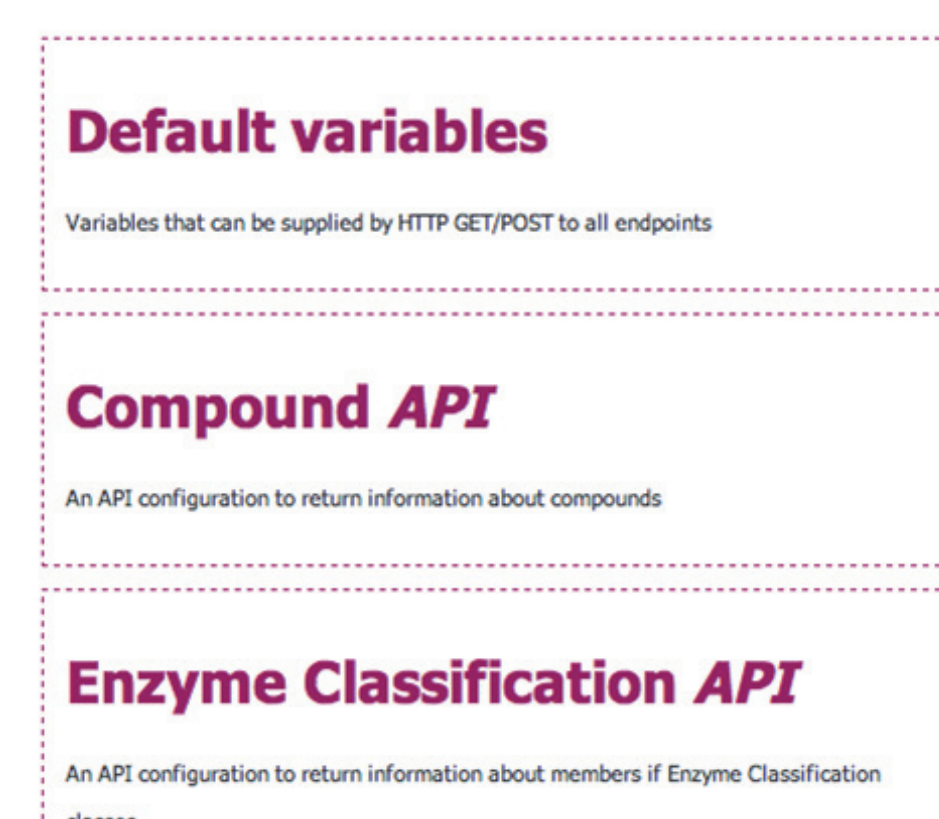 Default variables
Variables that can be supplied by HTTP GET/POST to all endpoints
Compound API
An API configuration to return information about compounds
Enzyme Classification API
An API configuration to return information about members if Enzyme Classification